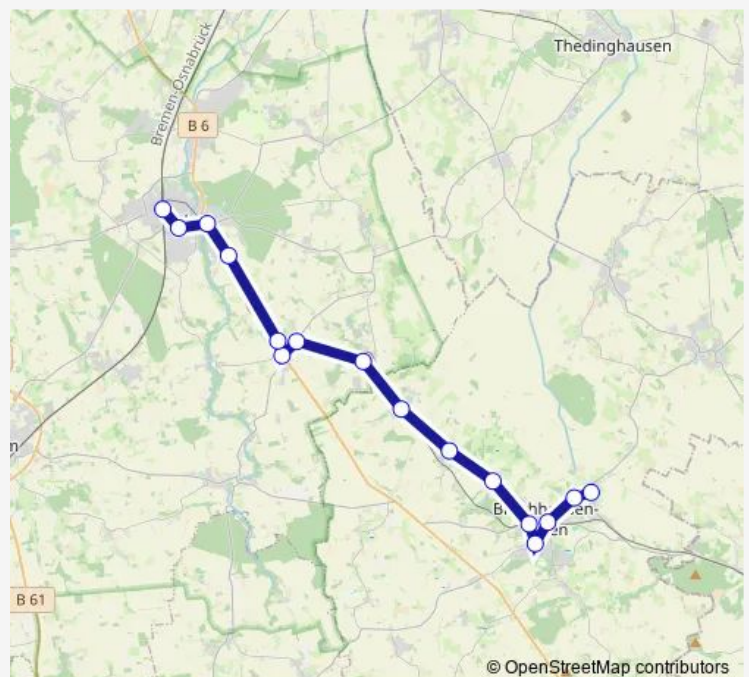 Thedinghausen
Bremen-Osnabrück
B 6
m
B 61
© OpenStreetMap contributors